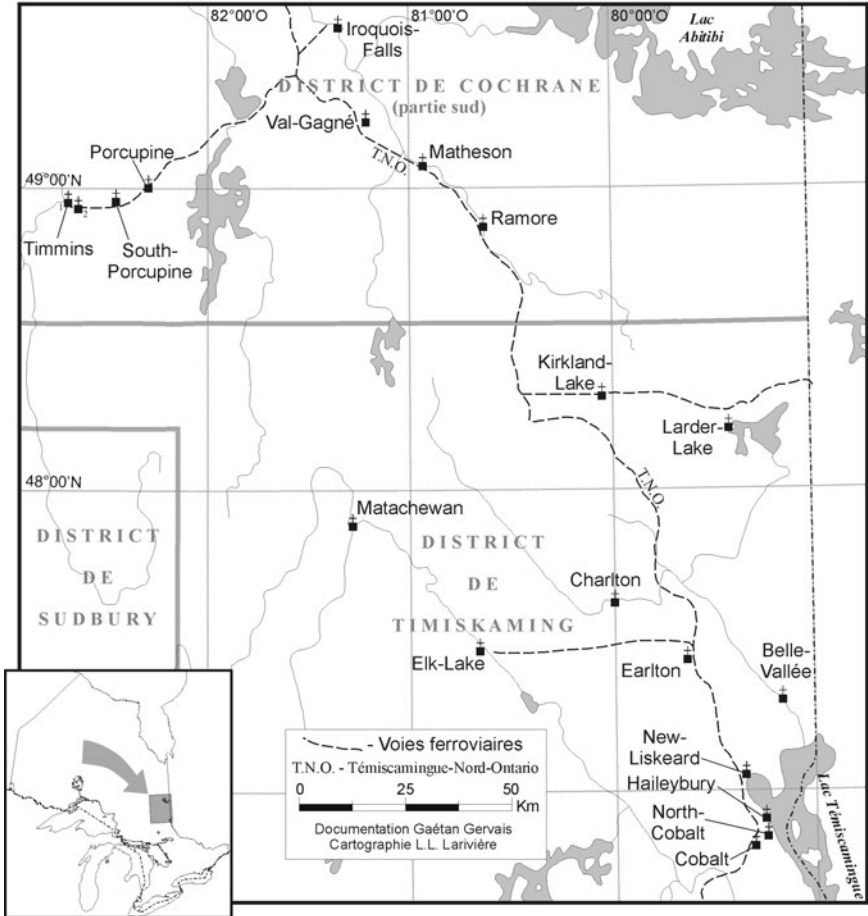 82°00'O
81°00'O
80°00'O
Lac
Abitibi
Iroquois-
Falls
DISTRICT DE COCHRANE
(partie sud)
Val-Gagné
T.N.O.
Matheson
Porcupine
49°00'N
Ramore
1
2
Timmins
South-
Porcupine
Kirkland-
Lake
Larder-
Lake
48°00'N
T.N.O.
Matachewan
DISTRICT
DE
SUDBURY
DISTRICT
DE
TIMISKAMING
Charlton
Elk-Lake
Earlton
Belle-
Vallée
New-
Liskeard
Haileybury
North-
Cobalt
Cobalt
Lac Témiscamingue
- Voies ferroviaires
T.N.O. - Témiscamingue-Nord-Ontario
0 25 50
Km
Documentation Gaétan Gervais
Cartographie L.L. Larivière